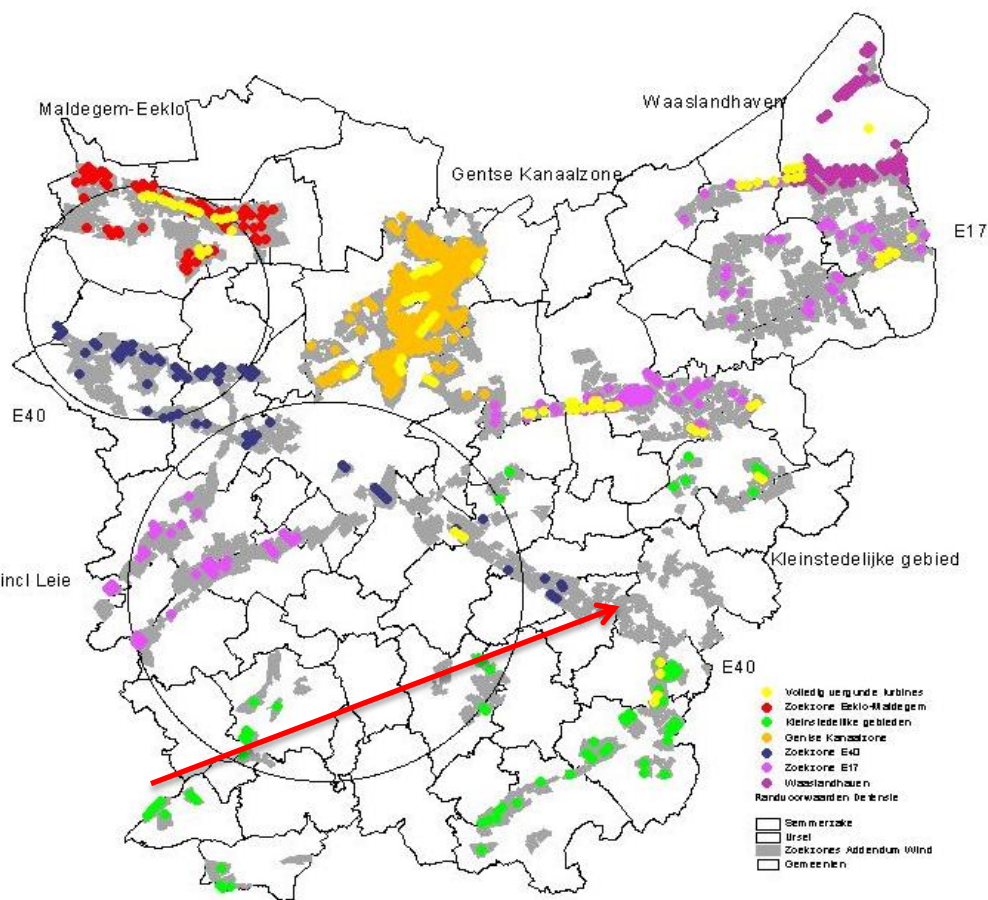 Maldegem-Eeklo
Waaslandhaven
Gentse Kanaalzone
E17
E40
incl Leie
Kleinstedelijke gebied
E40
Volledig vergunde turbines
Zoekzone Eeklo-Maldegem
Kleinstedelijke gebieden
Gentse Kanaalzone
Zoekzone E40
Zoekzone E17
Waaslandhaven
Randvoorwaarden Defensie
Semmerzake
Ursel
Zoekzones Addendum Wind
Gemeenten